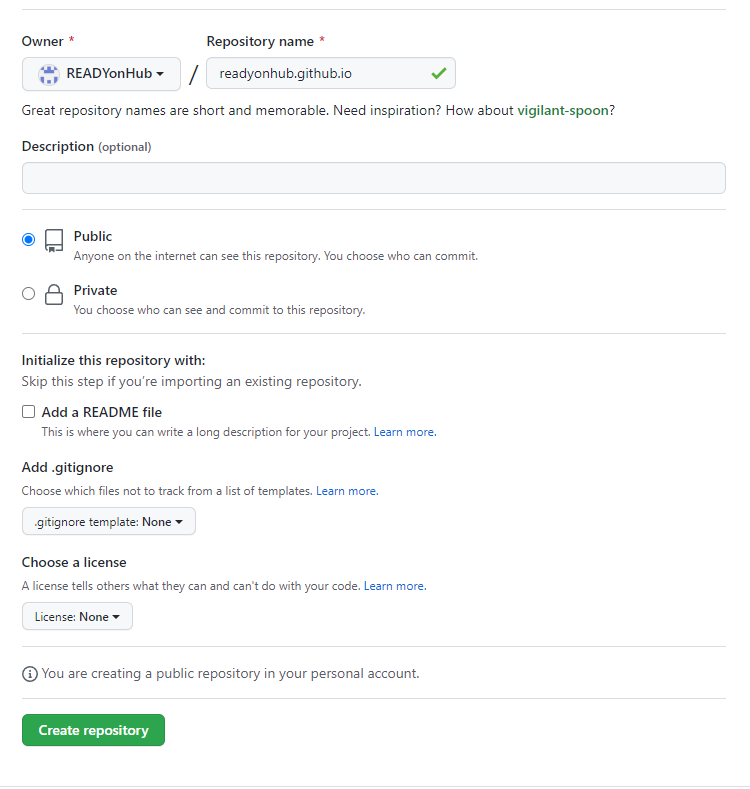 Owner *
Repository name *
READYonHub
/
readyonhub.github.io
Great repository names are short and memorable. Need inspiration? How about vigilant-spoon?
Description (optional)
Public
Anyone on the internet can see this repository. You choose who can commit.
Private
You choose who can see and commit to this repository.
Initialize this repository with:
Skip this step if you're importing an existing repository.
Add a README file
This is where you can write a long description for your project. Learn more.
Add .gitignore
Choose which files not to track from a list of templates. Learn more.
.gitignore template: None
Choose a license
A license tells others what they can and can't do with your code. Learn more.
License: None
You are creating a public repository in your personal account.
Create repository